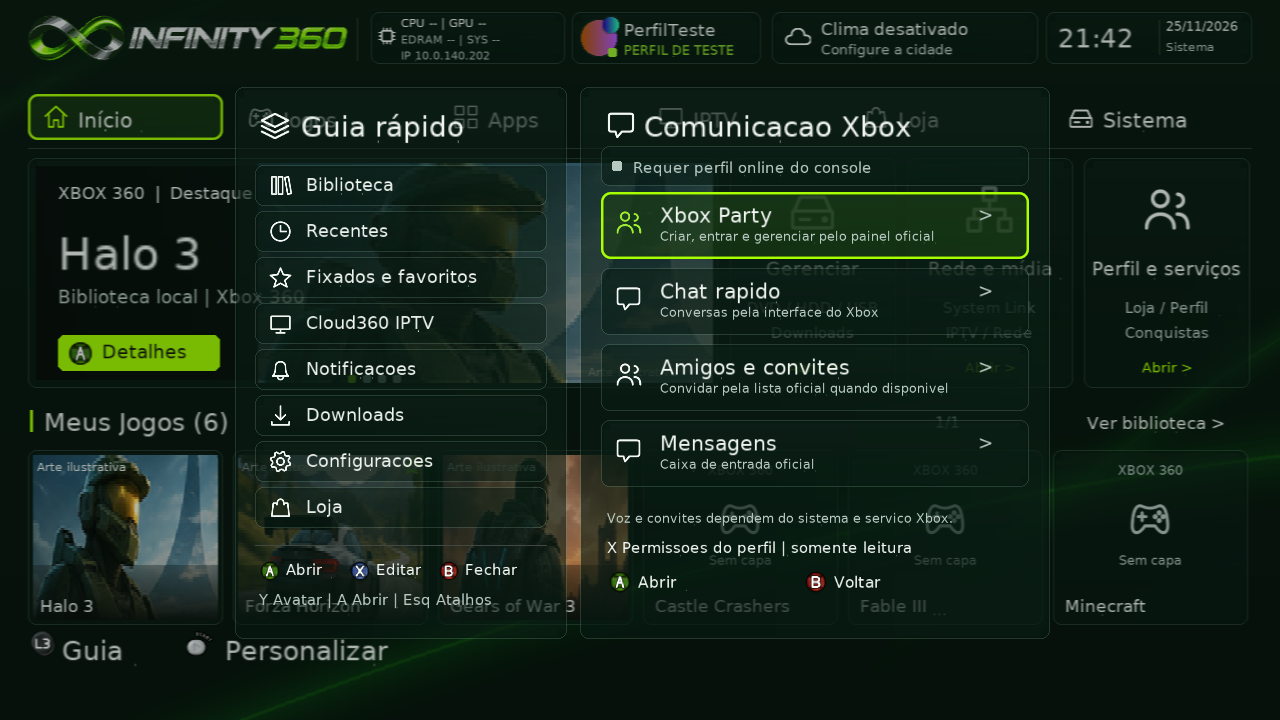 INFINITY 360
CPU -- | GPU --
EDRAM -- | SYS --
IP 10.0.140.202
PerfilTeste
PERFIL DE TESTE
Clima desativado
Configure a cidade
21:42
25/11/2026
Sistema
Início
Jogos
Apps
IPTV
Loja
Sistema
Guia rápido
Biblioteca
Recentes
Fixados e favoritos
Cloud360 IPTV
Notificacoes
Downloads
Configuracoes
Loja
A Abrir
X Editar
B Fechar
Y Avatar | A Abrir | Esq Atalhos
Comunicacao Xbox
Requer perfil online do console
Xbox Party >
Criar, entrar e gerenciar pelo painel oficial
Chat rapido >
Conversas pela interface do Xbox
Amigos e convites >
Convidar pela lista oficial quando disponivel
Mensagens >
Caixa de entrada oficial
Voz e convites dependem do sistema e servico Xbox.
X Permissoes do perfil | somente leitura
A Abrir
B Voltar
XBOX 360 | Destaque
Halo 3
Biblioteca local | Xbox 360
A Detalhes
Gerenciar
Downloads
Rede e mídia
System Link
IPTV / Rede
Perfil e serviços
Loja / Perfil
Conquistas
Abrir >
Meus Jogos (6)
1/1
Ver biblioteca >
Arte ilustrativa
Halo 3
Forza Horizon
Arte ilustrativa
Gears of War 3
Sem capa
Castle Crashers
XBOX 360
Sem capa
Fable III ...
XBOX 360
Sem capa
Minecraft
L3 Guia
Personalizar